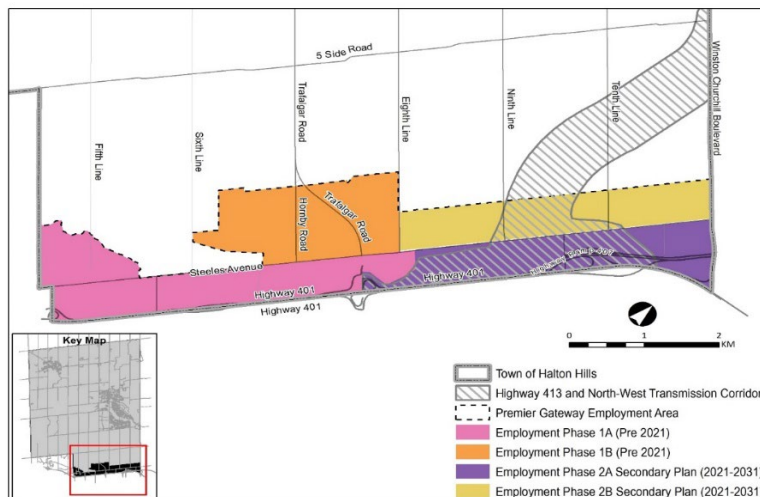 5 Side Road
Winston Churchill Boulevard
Fifth Line
Sixth Line
Trafalgar Road
Eighth Line
Ninth Line
Tenth Line
Hornby Road
Trafalgar Road
Steeles Avenue
Highway 401
Highway 401
Highway 401
Key Map
0 1 2
KM
Town of Halton Hills
Highway 413 and North-West Transmission Corridor
Premier Gateway Employment Area
Employment Phase 1A (Pre 2021)
Employment Phase 1B (Pre 2021)
Employment Phase 2A Secondary Plan (2021-2031)
Employment Phase 2B Secondary Plan (2021-2031)